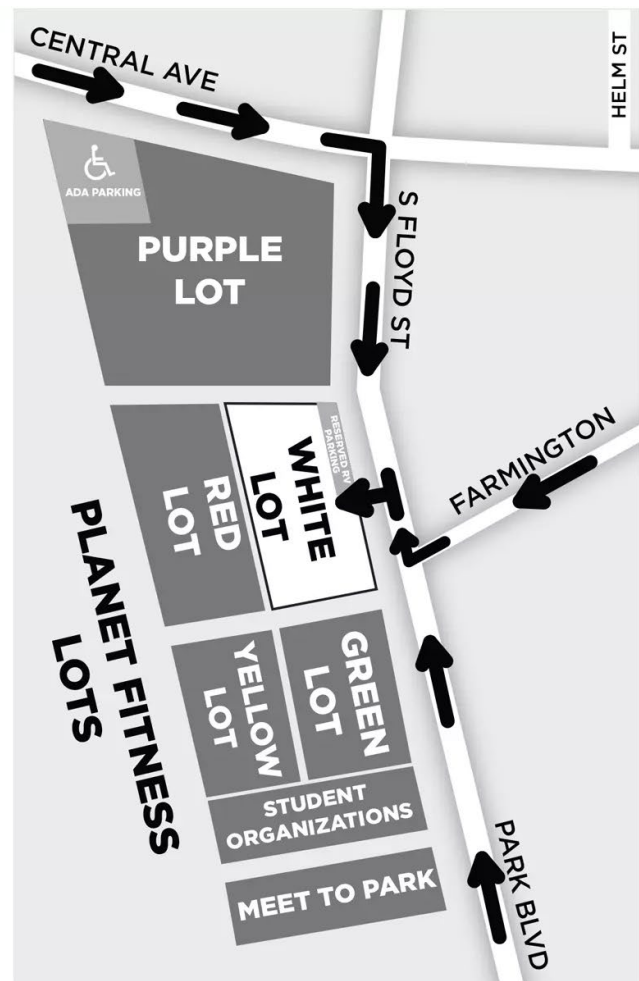 CENTRAL AVE
HELM ST
ADA PARKING
PURPLE
LOT
S FLOYD ST
RESERVED RV
PARKING
WHITE
LOT
RED
LOT
FARMINGTON
PLANET FITNESS
LOTS
GREEN
LOT
YELLOW
LOT
STUDENT
ORGANIZATIONS
MEET TO PARK
PARK BLVD